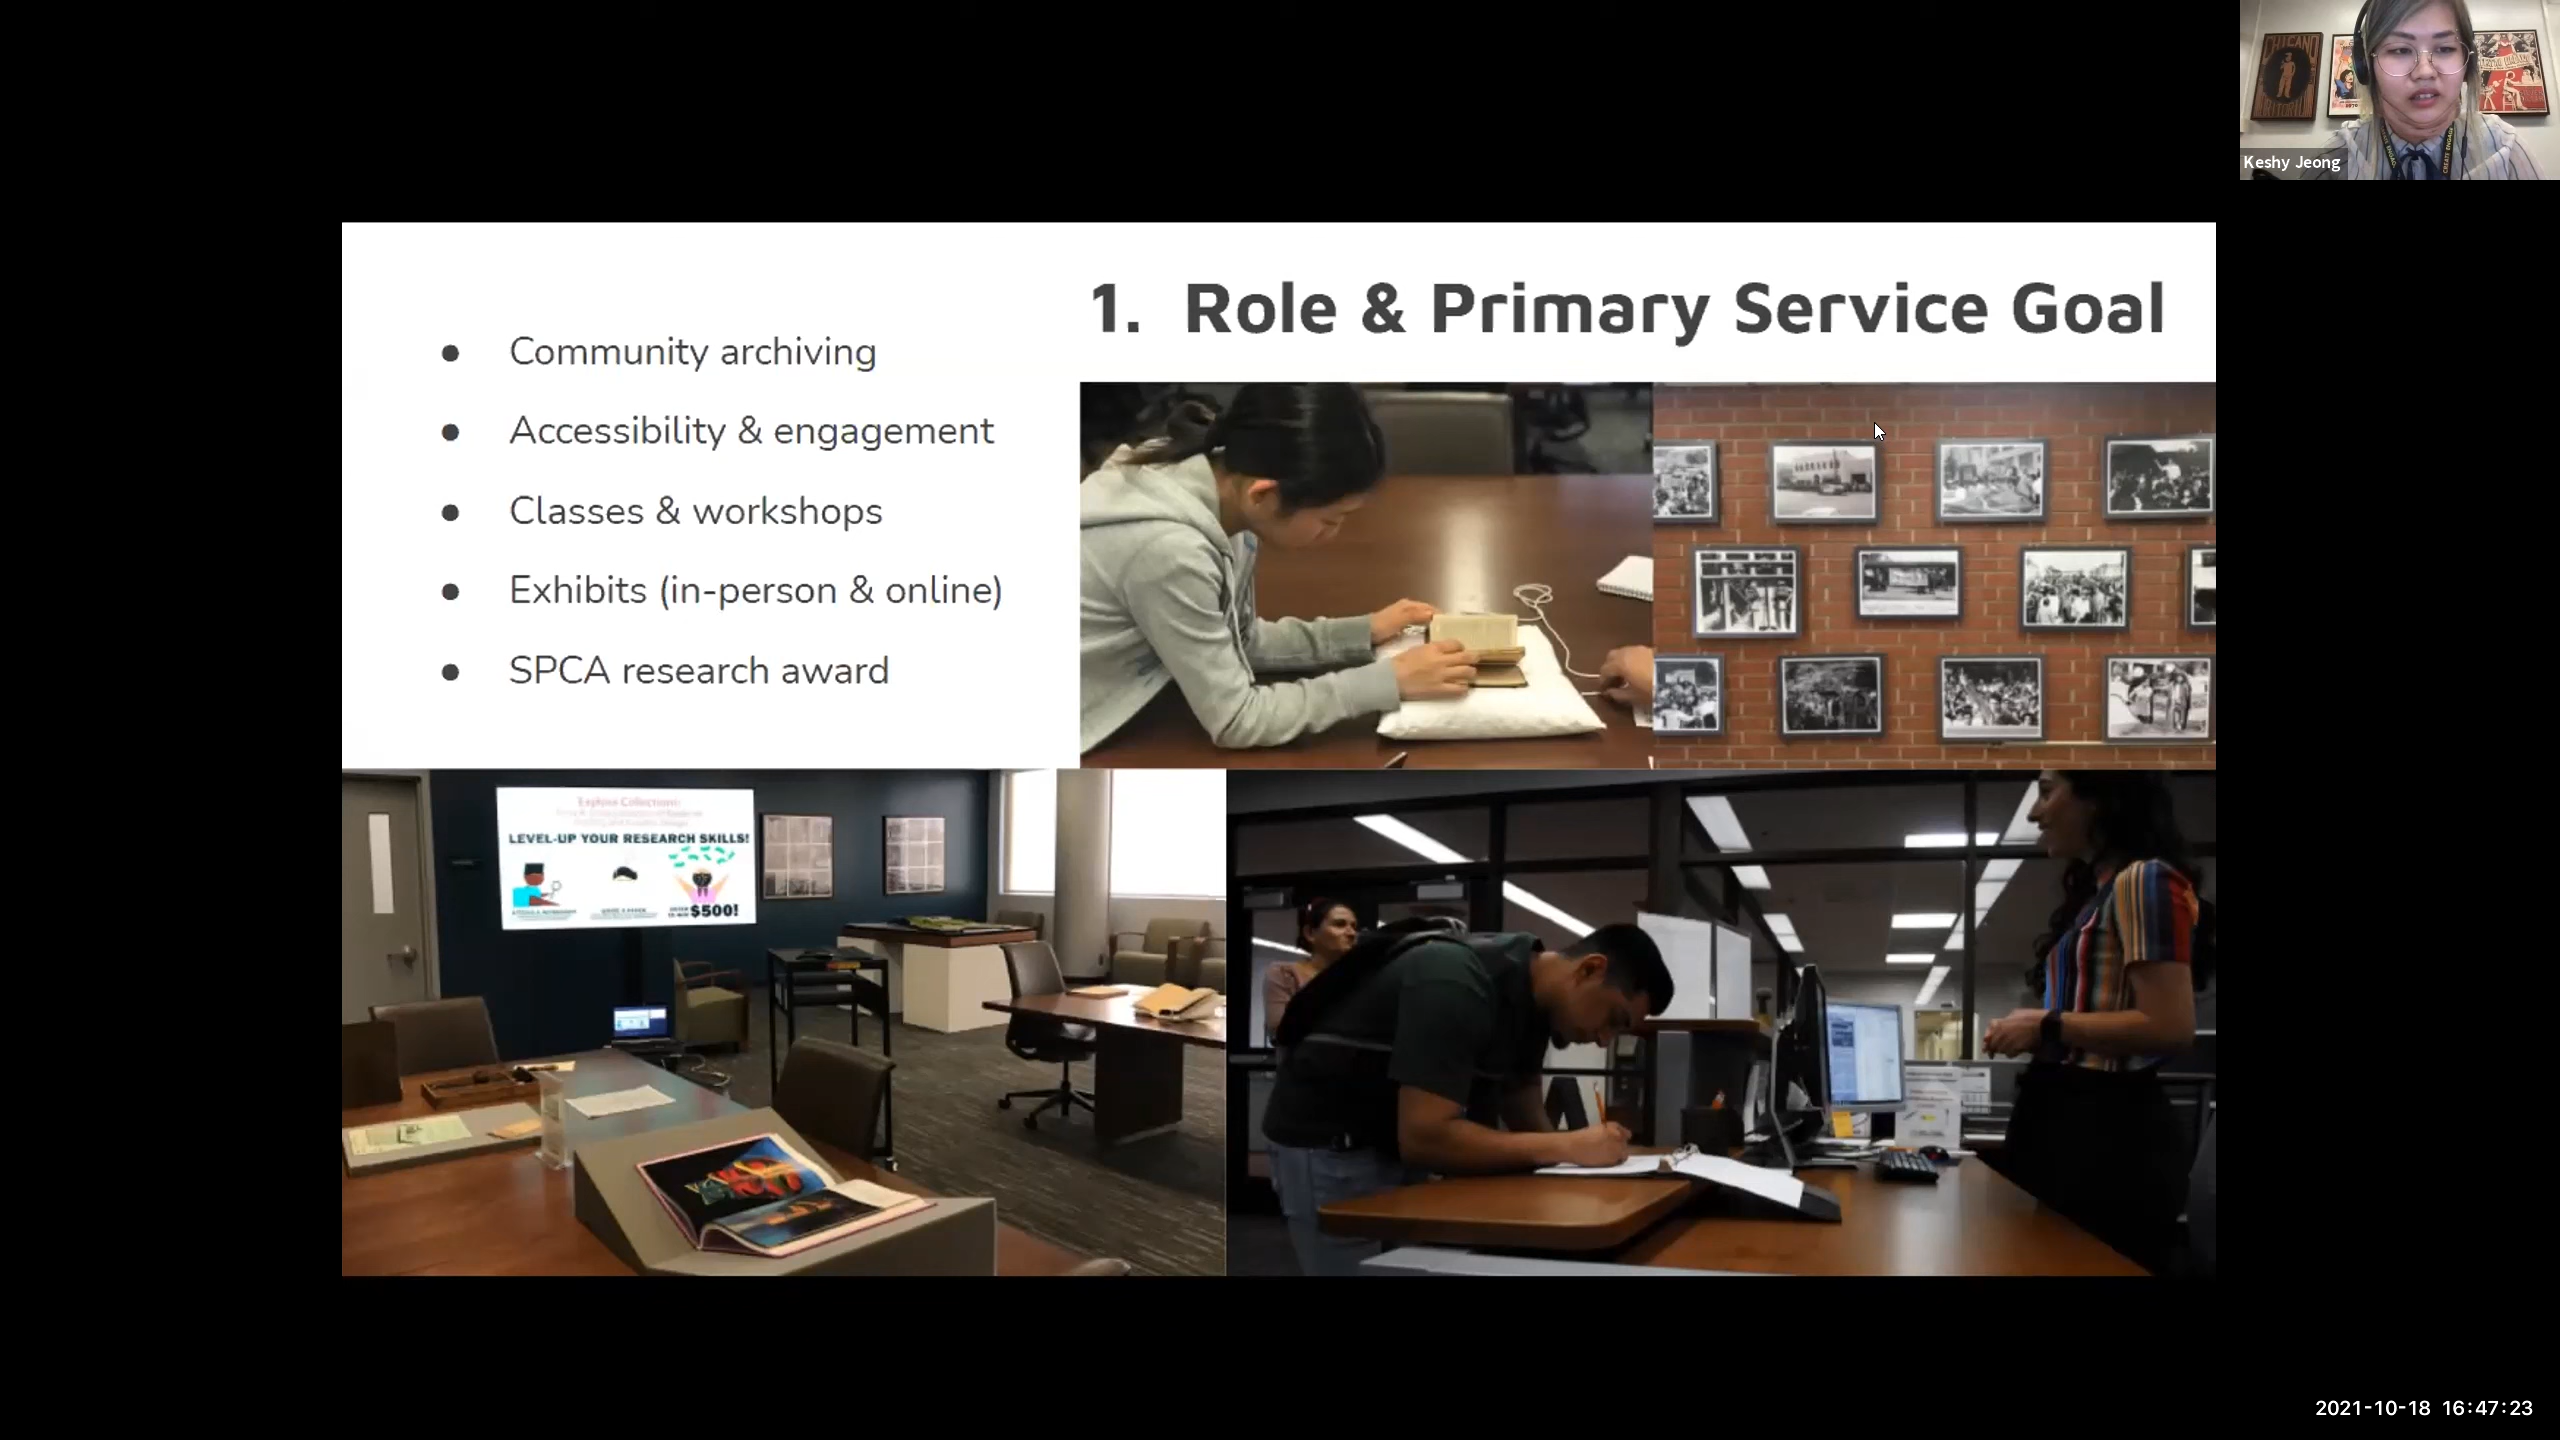 CHICANO
Keshy Jeong
1. Role & Primary Service Goal
● Community archiving
● Accessibility & engagement
● Classes & workshops
● Exhibits (in-person & online)
● SPCA research award
Explore Collections:
LEVEL-UP YOUR RESEARCH SKILLS!
$500!
2021-10-18 16:47:23